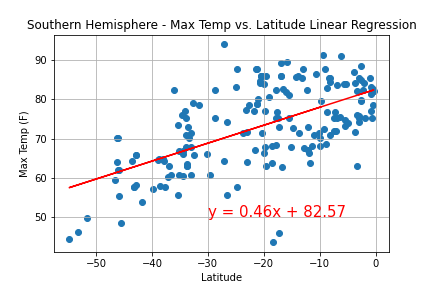 Southern Hemisphere - Max Temp vs. Latitude Linear Regression
Max Temp (F)
90
80
70
60
50
y = 0.46x + 82.57
−50 −40 −30 −20 −10 0
Latitude